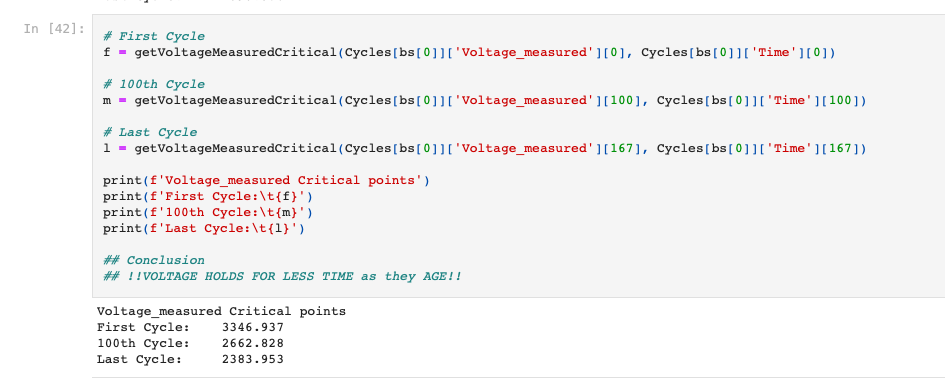 In [42]:
# First Cycle
f = getVoltageMeasuredCritical(Cycles[bs[0]]['Voltage_measured'][0], Cycles[bs[0]]['Time'][0])
# 100th Cycle
m = getVoltageMeasuredCritical(Cycles[bs[0]]['Voltage_measured'][100], Cycles[bs[0]]['Time'][100])
# Last Cycle
l = getVoltageMeasuredCritical(Cycles[bs[0]]['Voltage_measured'][167], Cycles[bs[0]]['Time'][167])
print(f'Voltage_measured Critical points')
print(f'First Cycle:\t{f}')
print(f'100th Cycle:\t{m}')
print(f'Last Cycle:\t{l}')
## Conclusion
## !!VOLTAGE HOLDS FOR LESS TIME as they AGE!!
Voltage_measured Critical points
First Cycle: 3346.937
100th Cycle: 2662.828
Last Cycle: 2383.953